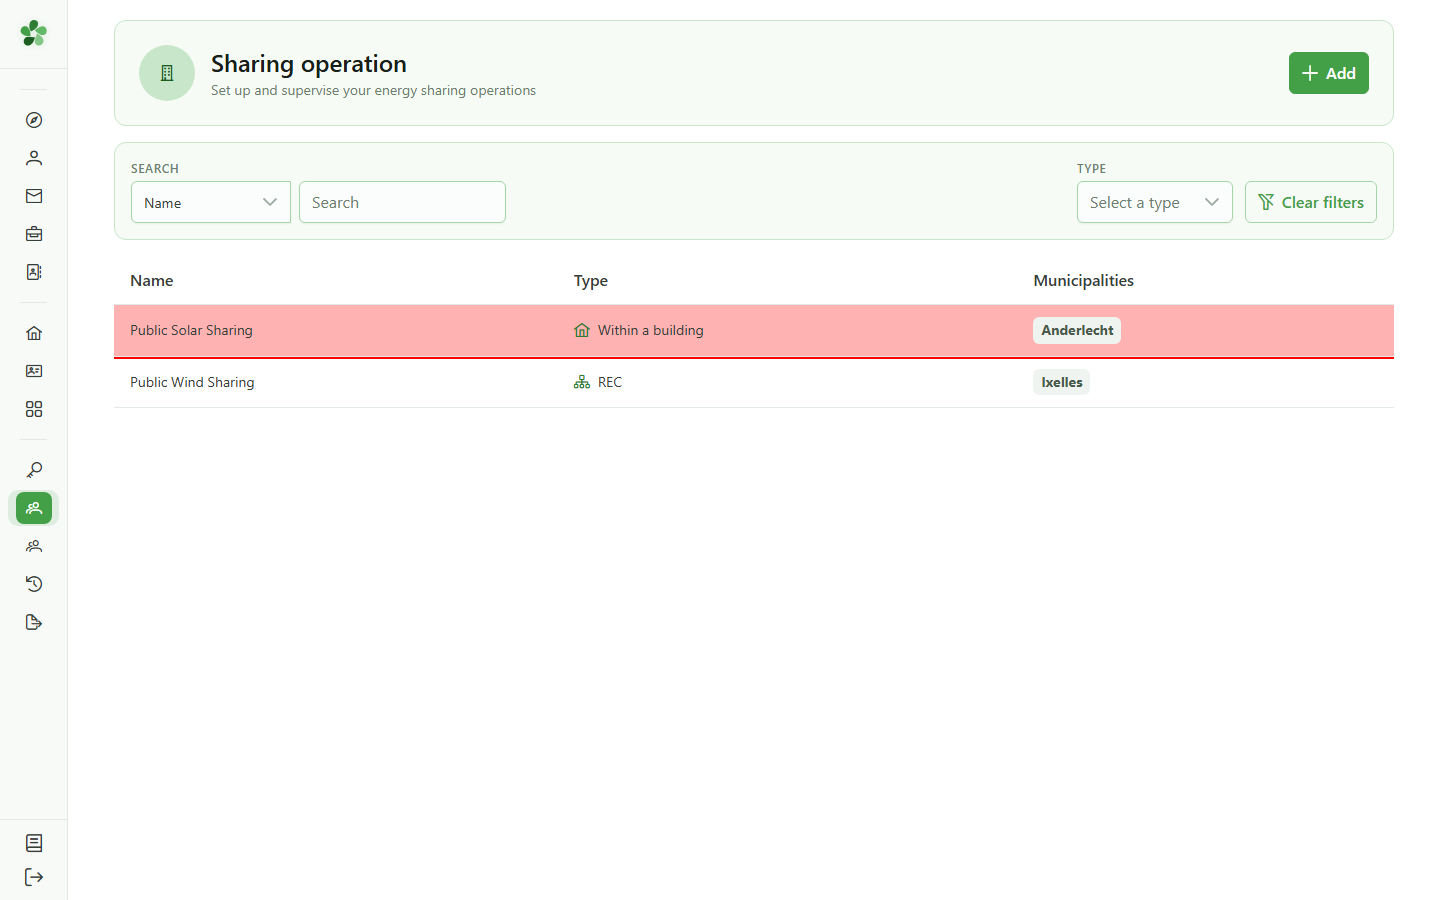 Sharing operation
Set up and supervise your energy sharing operations
Add
SEARCH
Name
Search
TYPE
Select a type
Clear filters
Name Type Municipalities
Public Solar Sharing Within a building Anderlecht
Public Wind Sharing REC Ixelles